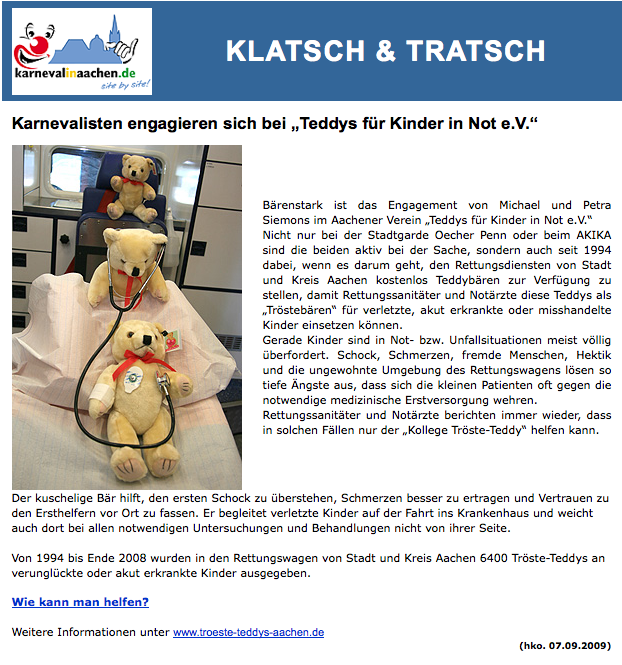 karnevalinaachen.de
site by site!
KLATSCH & TRATSCH
Karnevalisten engagieren sich bei „Teddys für Kinder in Not e.V.“
Bärenstark ist das Engagement von Michael und Petra
Siemons im Aachener Verein „Teddys für Kinder in Not e.V.“
Nicht nur bei der Stadtgarde Oecher Penn oder beim AKIKA
sind die beiden aktiv bei der Sache, sondern auch seit 1994
dabei, wenn es darum geht, den Rettungsdiensten von Stadt
und Kreis Aachen kostenlos Teddybären zur Verfügung zu
stellen, damit Rettungssanitäter und Notärzte diese Teddys als
„Tröstebären“ für verletzte, akut erkrankte oder misshandelte
Kinder einsetzen können.
Gerade Kinder sind in Not- bzw. Unfallsituationen meist völlig
überfordert. Schock, Schmerzen, fremde Menschen, Hektik
und die ungewohnte Umgebung des Rettungswagens lösen so
tiefe Ängste aus, dass sich die kleinen Patienten oft gegen die
notwendige medizinische Erstversorgung wehren.
Rettungssanitäter und Notärzte berichten immer wieder, dass
in solchen Fällen nur der „Kollege Tröste-Teddy“ helfen kann.
Der kuschelige Bär hilft, den ersten Schock zu überstehen, Schmerzen besser zu ertragen und Vertrauen zu
den Ersthelfern vor Ort zu fassen. Er begleitet verletzte Kinder auf der Fahrt ins Krankenhaus und weicht
auch dort bei allen notwendigen Untersuchungen und Behandlungen nicht von ihrer Seite.
Von 1994 bis Ende 2008 wurden in den Rettungswagen von Stadt und Kreis Aachen 6400 Tröste-Teddys an
verunglückte oder akut erkrankte Kinder ausgegeben.
Wie kann man helfen?
Weitere Informationen unter www.troeste-teddys-aachen.de
(hko. 07.09.2009)